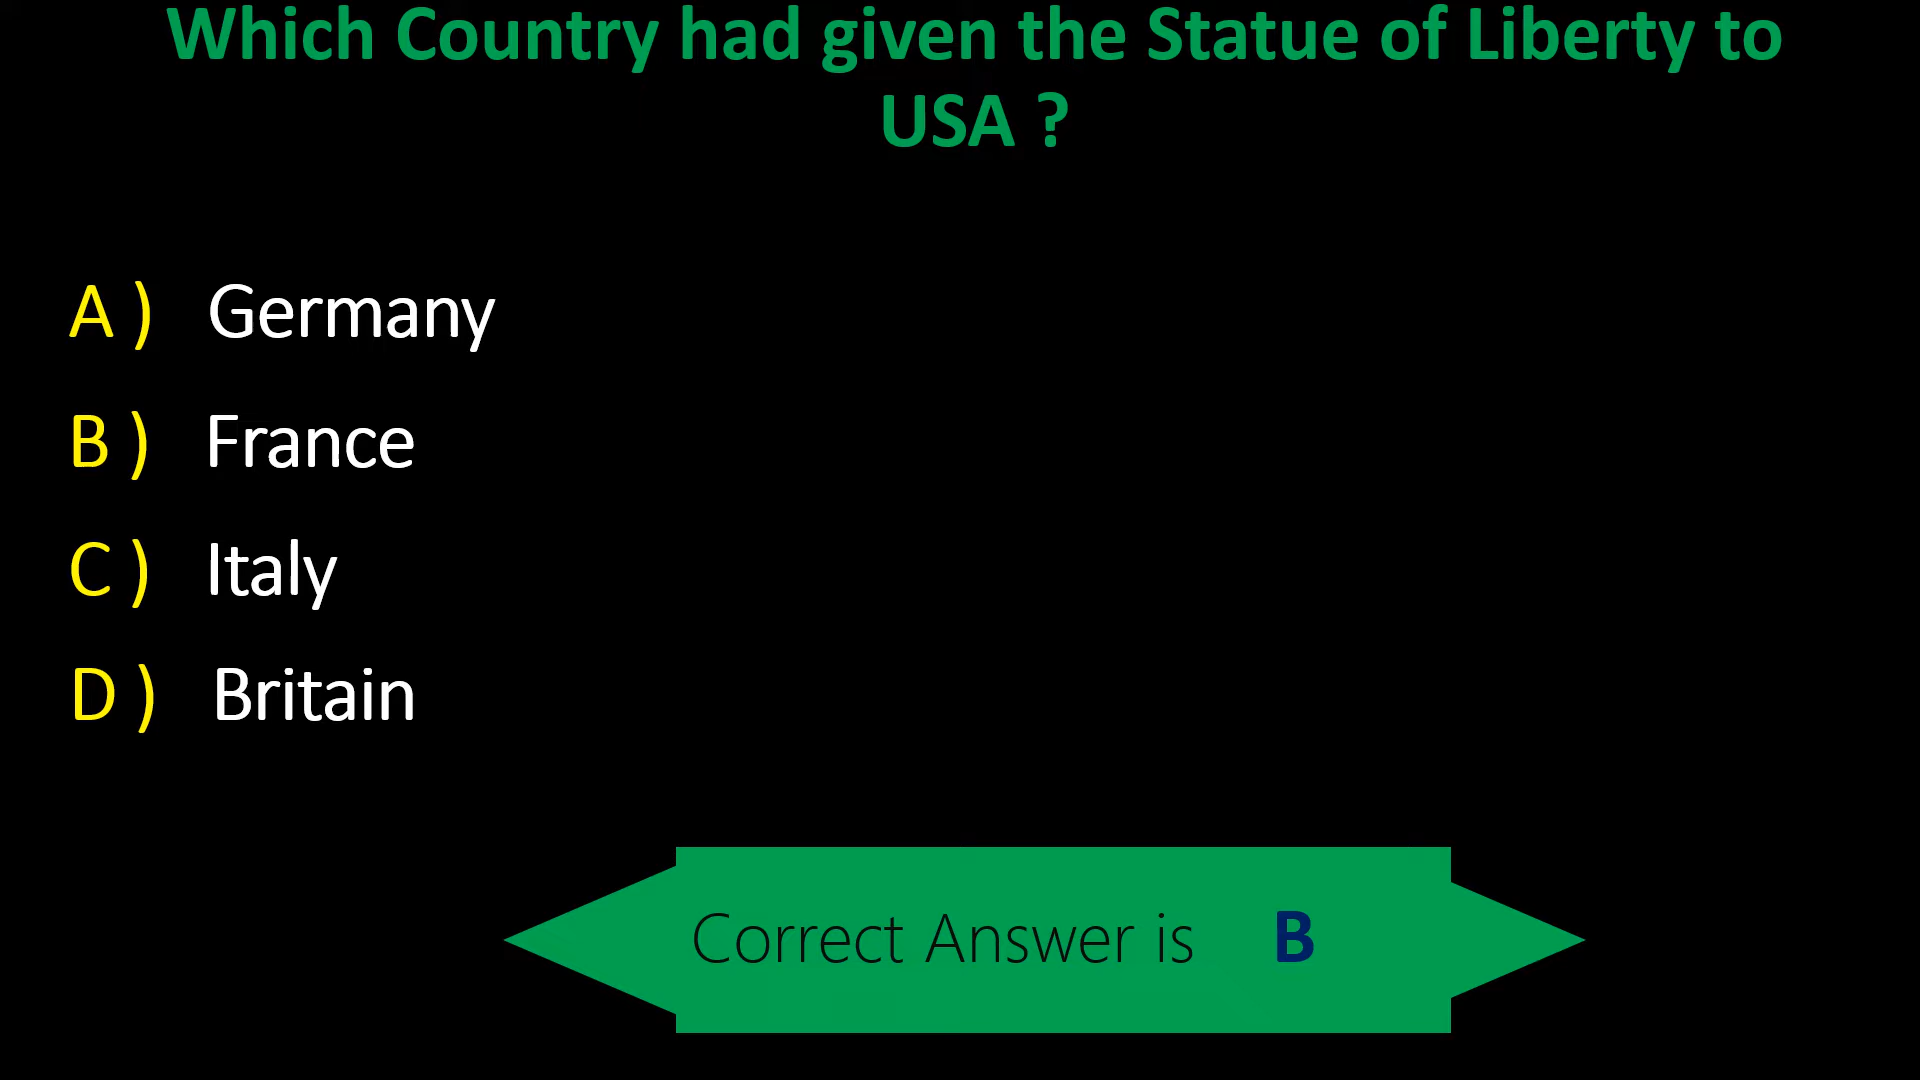 Which Country had given the Statue of Liberty to
USA ?
A ) Germany
B ) France
C ) Italy
D ) Britain
Correct Answer is B